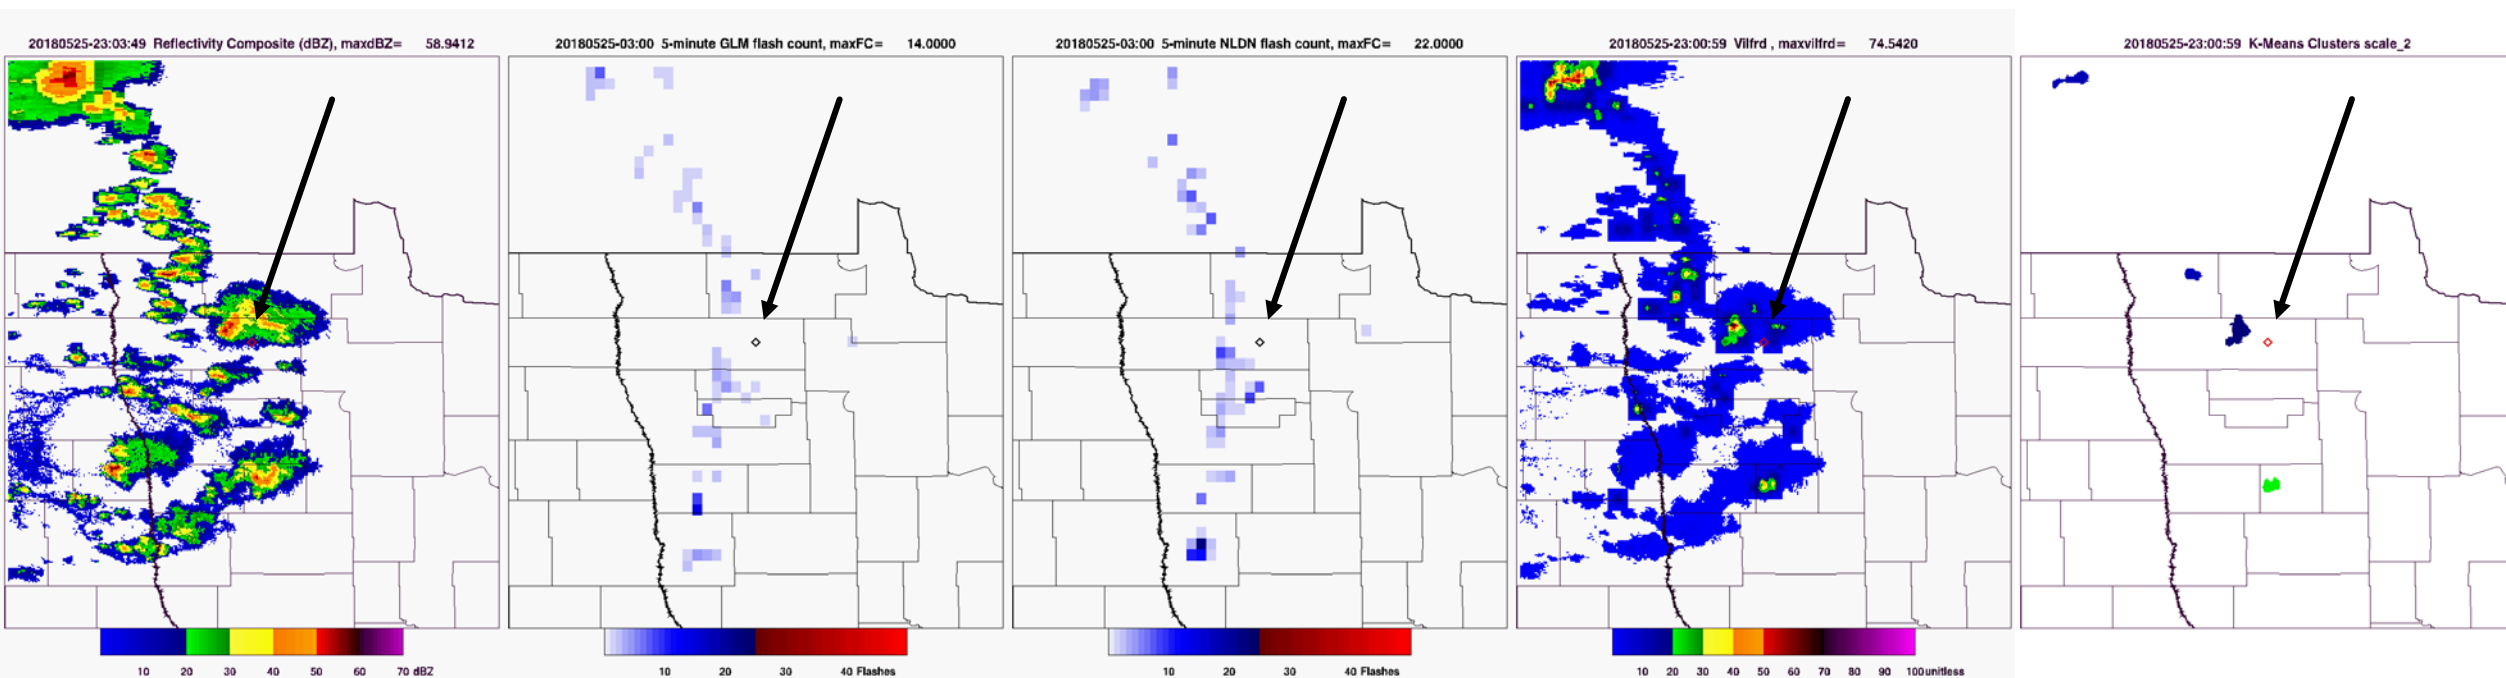 20180525-23:03:49 Reflectivity Composite (dBZ), maxdBZ= 58.9412
10 20 30 40 50 60 70 dBZ
20180525-03:00 5-minute GLM flash count, maxFC= 14.0000
10 20 30 40 Flashes
20180525-03:00 5-minute NLDN flash count, maxFC= 22.0000
10 20 30 40 Flashes
20180525-23:00:59 Vilfrd , maxvilfrd= 74.5420
10 20 30 40 50 60 70 80 90 100unitless
20180525-23:00:59 K-Means Clusters scale_2